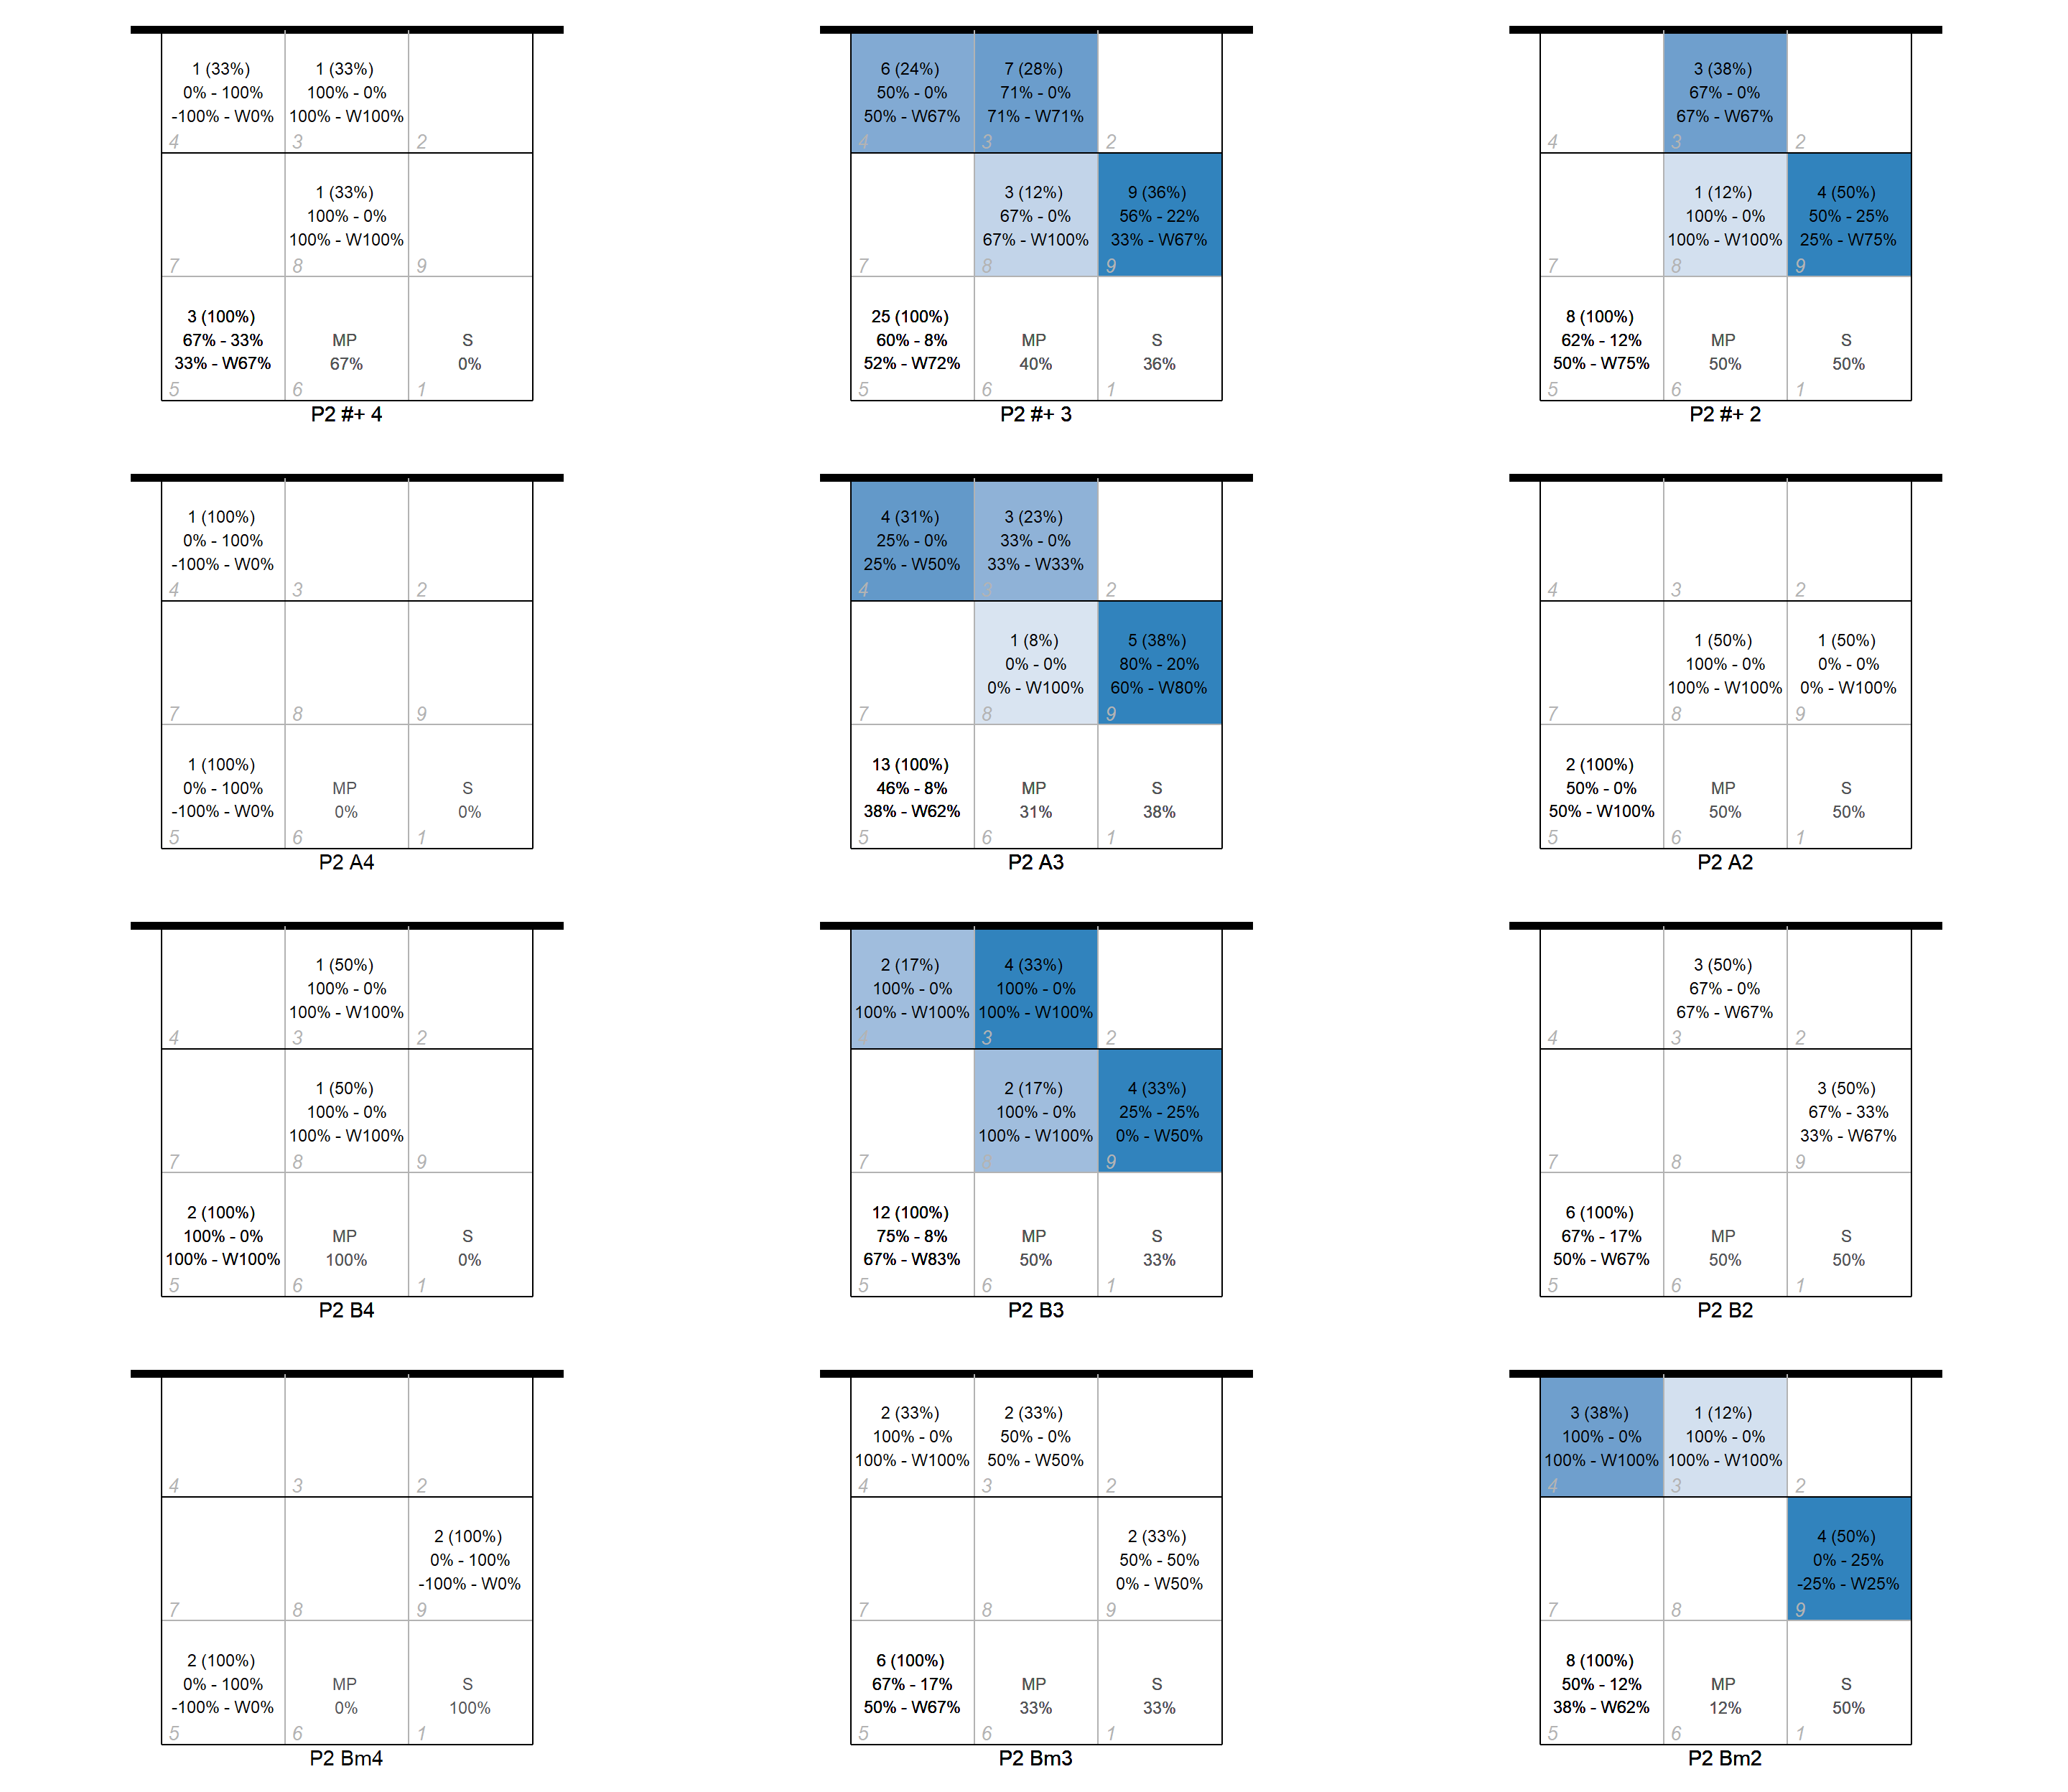 1 (33%)
0% - 100%
-100% - W0%
4
1 (33%)
100% - 0%
100% - W100%
3
2
7
1 (33%)
100% - 0%
100% - W100%
8
9
3 (100%)
67% - 33%
33% - W67%
5
MP
67%
6
S
0%
1
P2 #+ 4
6 (24%)
50% - 0%
50% - W67%
4
7 (28%)
71% - 0%
71% - W71%
3
2
7
3 (12%)
67% - 0%
67% - W100%
8
9 (36%)
56% - 22%
33% - W67%
9
25 (100%)
60% - 8%
52% - W72%
5
MP
40%
6
S
36%
1
P2 #+ 3
4
3 (38%)
67% - 0%
67% - W67%
3
2
7
1 (12%)
100% - 0%
100% - W100%
8
4 (50%)
50% - 25%
25% - W75%
9
8 (100%)
62% - 12%
50% - W75%
5
MP
50%
6
S
50%
1
P2 #+ 2
1 (100%)
0% - 100%
-100% - W0%
4
3
2
7
8
9
1 (100%)
0% - 100%
-100% - W0%
5
MP
0%
6
S
0%
1
P2 A4
4 (31%)
25% - 0%
25% - W50%
4
3 (23%)
33% - 0%
33% - W33%
3
2
7
1 (8%)
0% - 0%
0% - W100%
8
5 (38%)
80% - 20%
60% - W80%
9
13 (100%)
46% - 8%
38% - W62%
5
MP
31%
6
S
38%
1
P2 A3
4
3
2
7
1 (50%)
100% - 0%
100% - W100%
8
1 (50%)
0% - 0%
0% - W100%
9
2 (100%)
50% - 0%
50% - W100%
5
MP
50%
6
S
50%
1
P2 A2
4
1 (50%)
100% - 0%
100% - W100%
3
2
7
1 (50%)
100% - 0%
100% - W100%
8
9
2 (100%)
100% - 0%
100% - W100%
5
MP
100%
6
S
0%
1
P2 B4
2 (17%)
100% - 0%
100% - W100%
4
4 (33%)
100% - 0%
100% - W100%
3
2
7
2 (17%)
100% - 0%
100% - W100%
8
4 (33%)
25% - 25%
0% - W50%
9
12 (100%)
75% - 8%
67% - W83%
5
MP
50%
6
S
33%
1
P2 B3
4
3 (50%)
67% - 0%
67% - W67%
3
2
7
8
3 (50%)
67% - 33%
33% - W67%
9
6 (100%)
67% - 17%
50% - W67%
5
MP
50%
6
S
50%
1
P2 B2
4
3
2
7
8
2 (100%)
0% - 100%
-100% - W0%
9
2 (100%)
0% - 100%
-100% - W0%
5
MP
0%
6
S
100%
1
P2 Bm4
2 (33%)
100% - 0%
100% - W100%
4
2 (33%)
50% - 0%
50% - W50%
3
2
7
8
2 (33%)
50% - 50%
0% - W50%
9
6 (100%)
67% - 17%
50% - W67%
5
MP
33%
6
S
33%
1
P2 Bm3
3 (38%)
100% - 0%
100% - W100%
4
1 (12%)
100% - 0%
100% - W100%
3
2
7
8
4 (50%)
0% - 25%
-25% - W25%
9
8 (100%)
50% - 12%
38% - W62%
5
MP
12%
6
S
50%
1
P2 Bm2